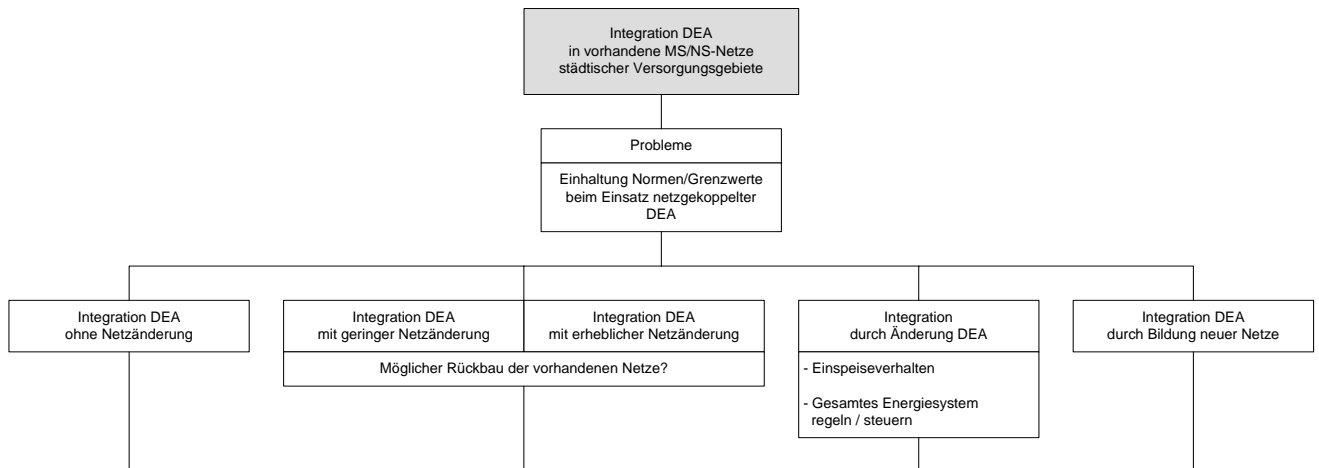 Integration DEA
in vorhandene MS/NS-Netze
städtischer Versorgungsgebiete
Probleme
Einhaltung Normen/Grenzwerte
beim Einsatz netzgekoppelter
DEA
Integration DEA
ohne Netzänderung
Integration DEA
mit geringer Netzänderung
Integration DEA
mit erheblicher Netzänderung
Möglicher Rückbau der vorhandenen Netze?
Integration
durch Änderung DEA
- Einspeiseverhalten
- Gesamtes Energiesystem
regeln / steuern
Integration DEA
durch Bildung neuer Netze